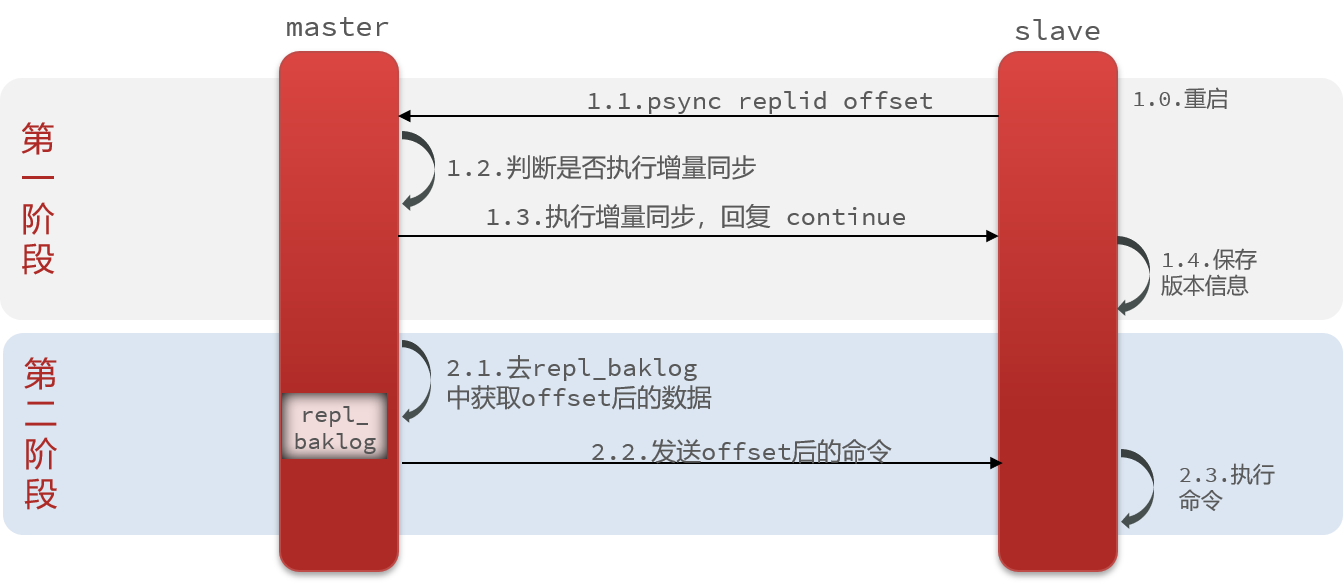 master
slave
第一阶段
1.0.重启
1.1.psync replid offset
1.2.判断是否执行增量同步
1.3.执行增量同步，回复 continue
1.4.保存
版本信息
第二阶段
2.1.去repl_baklog
中获取offset后的数据
repl_
baklog
2.2.发送offset后的命令
2.3.执行
命令